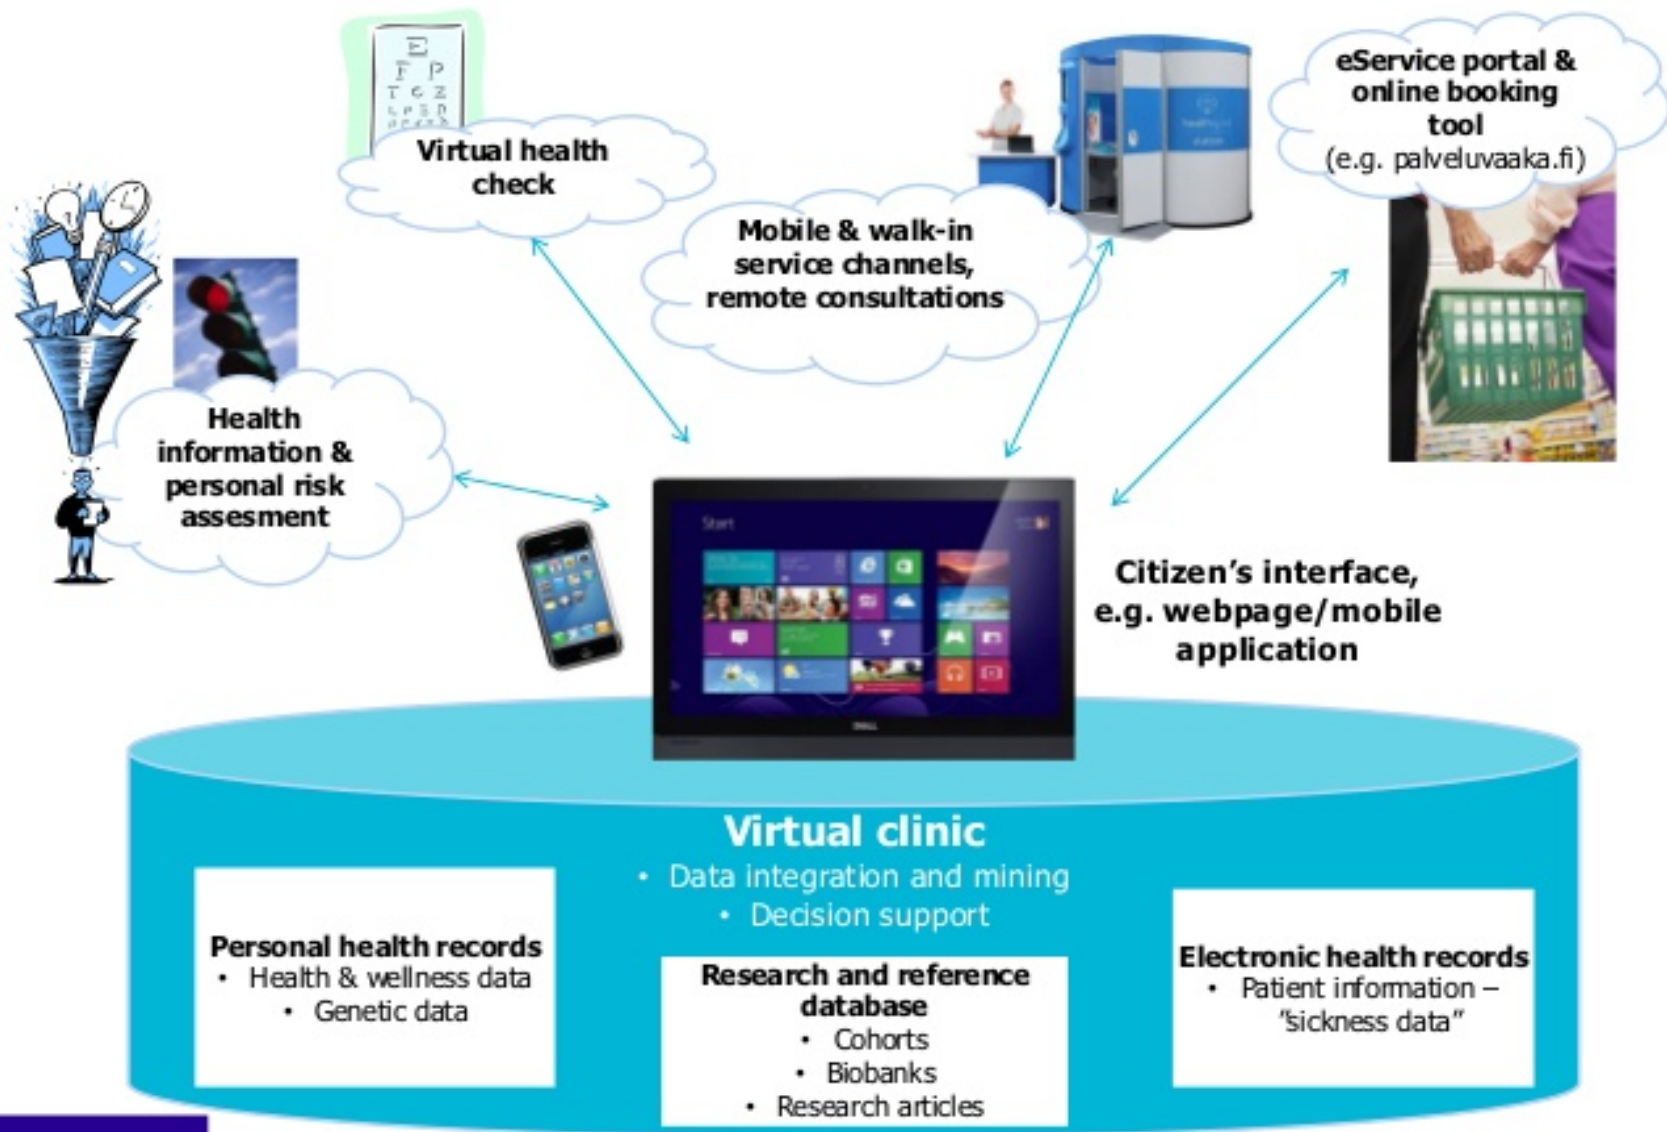 E
F P
Virtual health
check
Mobile & walk-in
service channels,
remote consultations
eService portal &
online booking
tool
(e.g. palveluvaaka.fi)
Health
information &
personal risk
assesment
Start
DELL
Citizen's interface,
e.g. webpage/mobile
application
Virtual clinic
• Data integration and mining
• Decision support
Personal health records
• Health & wellness data
• Genetic data
Research and reference
database
• Cohorts
• Biobanks
• Research articles
Electronic health records
• Patient information –
"sickness data"